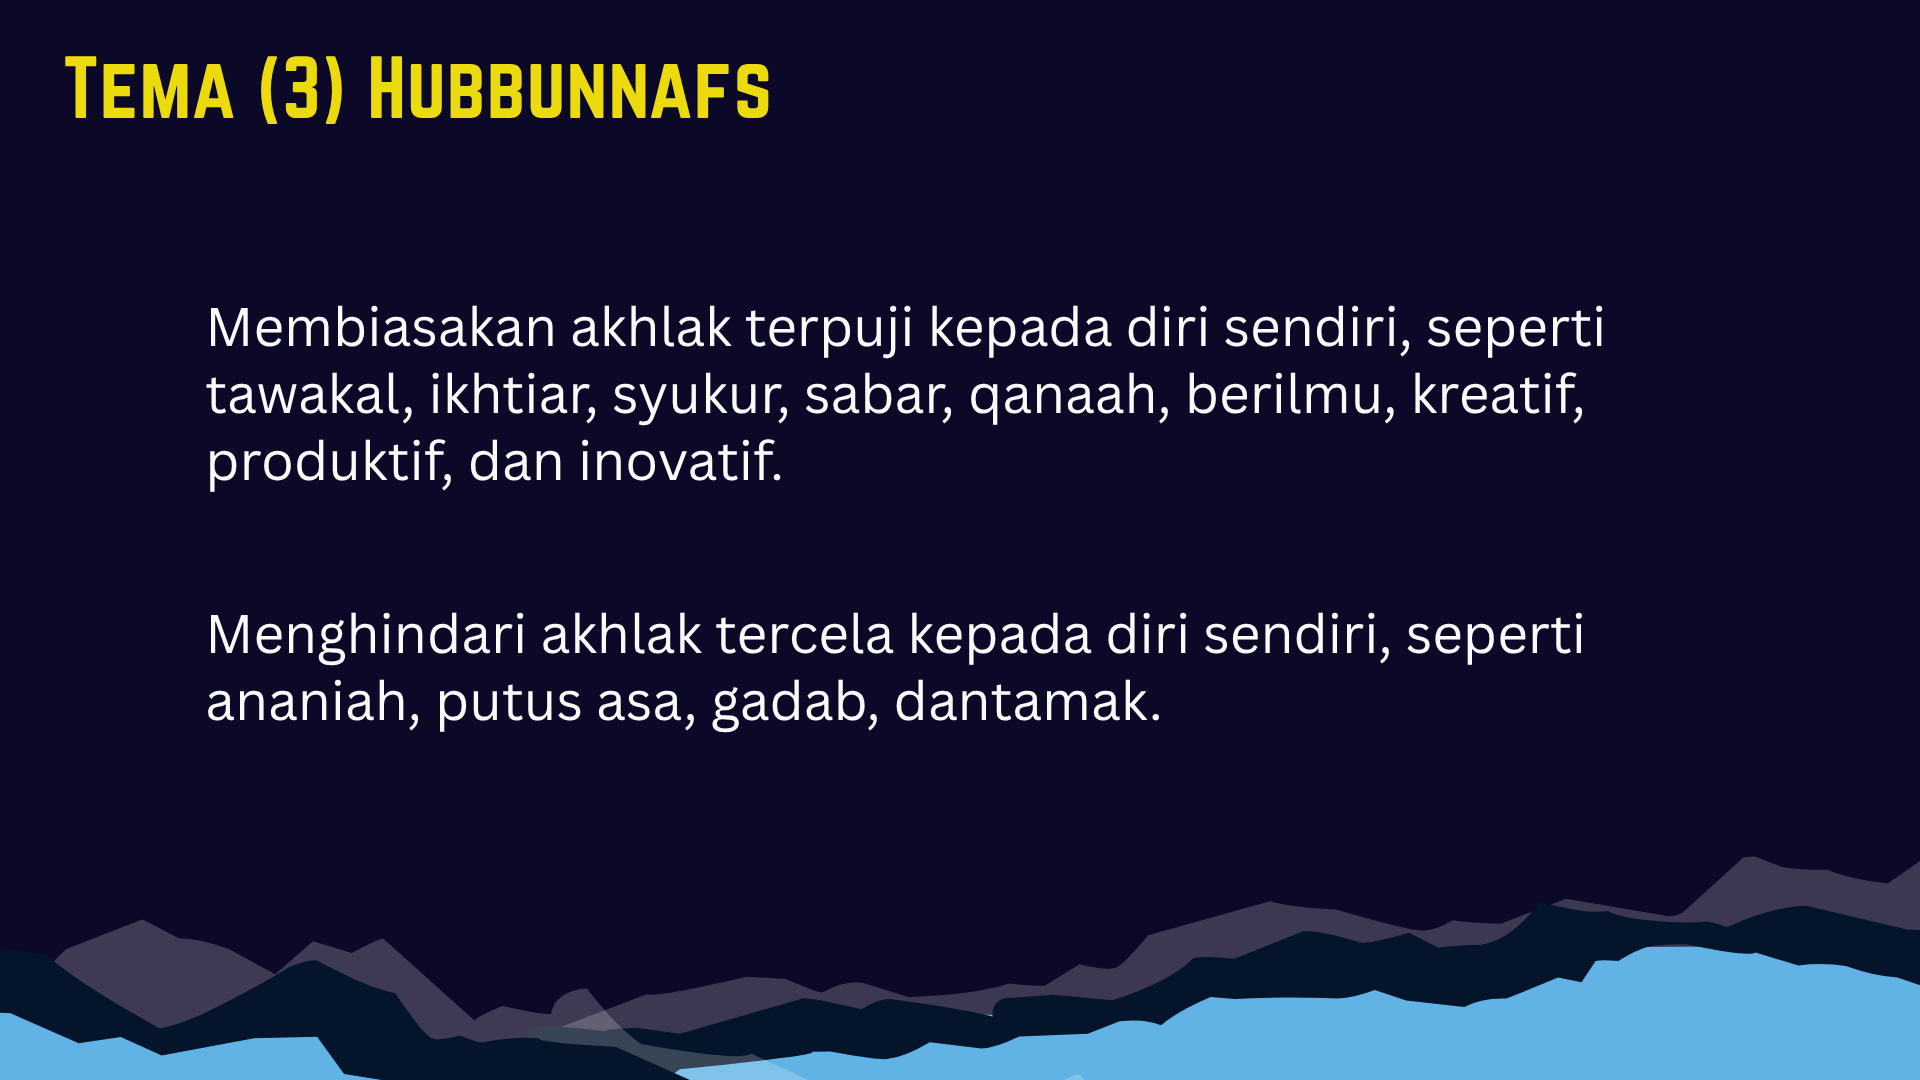 Tema (3) Hubbunnafs
Membiasakan akhlak terpuji kepada diri sendiri, seperti
tawakal, ikhtiar, syukur, sabar, qanaah, berilmu, kreatif,
produktif, dan inovatif.
Menghindari akhlak tercela kepada diri sendiri, seperti
ananiah, putus asa, gadab, dantamak.